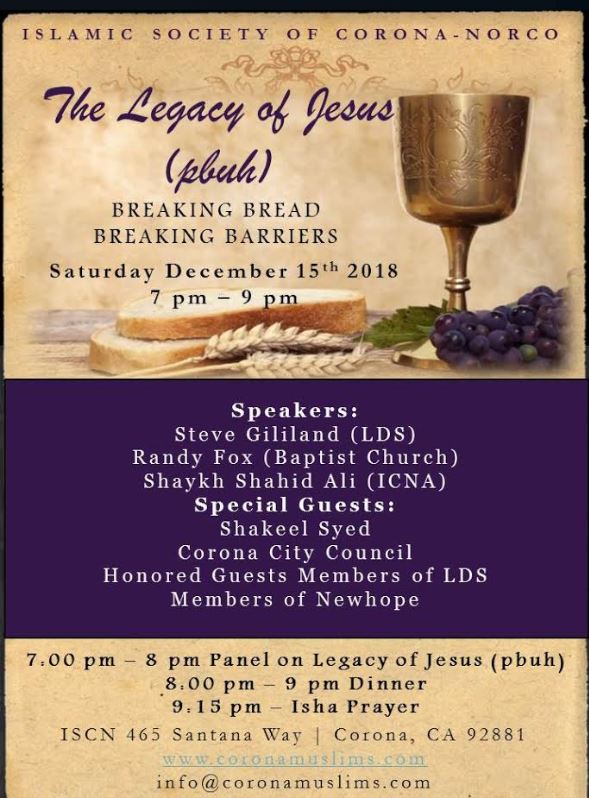 ISLAMIC SOCIETY OF CORONA-NORCO
The Legacy of Jesus
(pbuh)
BREAKING BREAD
BREAKING BARRIERS
Saturday December 15th 2018
7 pm – 9 pm
Speakers:
Steve Gililand (LDS)
Randy Fox (Baptist Church)
Shaykh Shahid Ali (ICNA)
Special Guests:
Shakeel Syed
Corona City Council
Honored Guests Members of LDS
Members of Newhope
7:00 pm – 8 pm Panel on Legacy of Jesus (pbuh)
8:00 pm – 9 pm Dinner
9:15 pm – Isha Prayer
ISCN 465 Santana Way | Corona, CA 92881
www.coronamuslims.com
info@coronamuslims.com